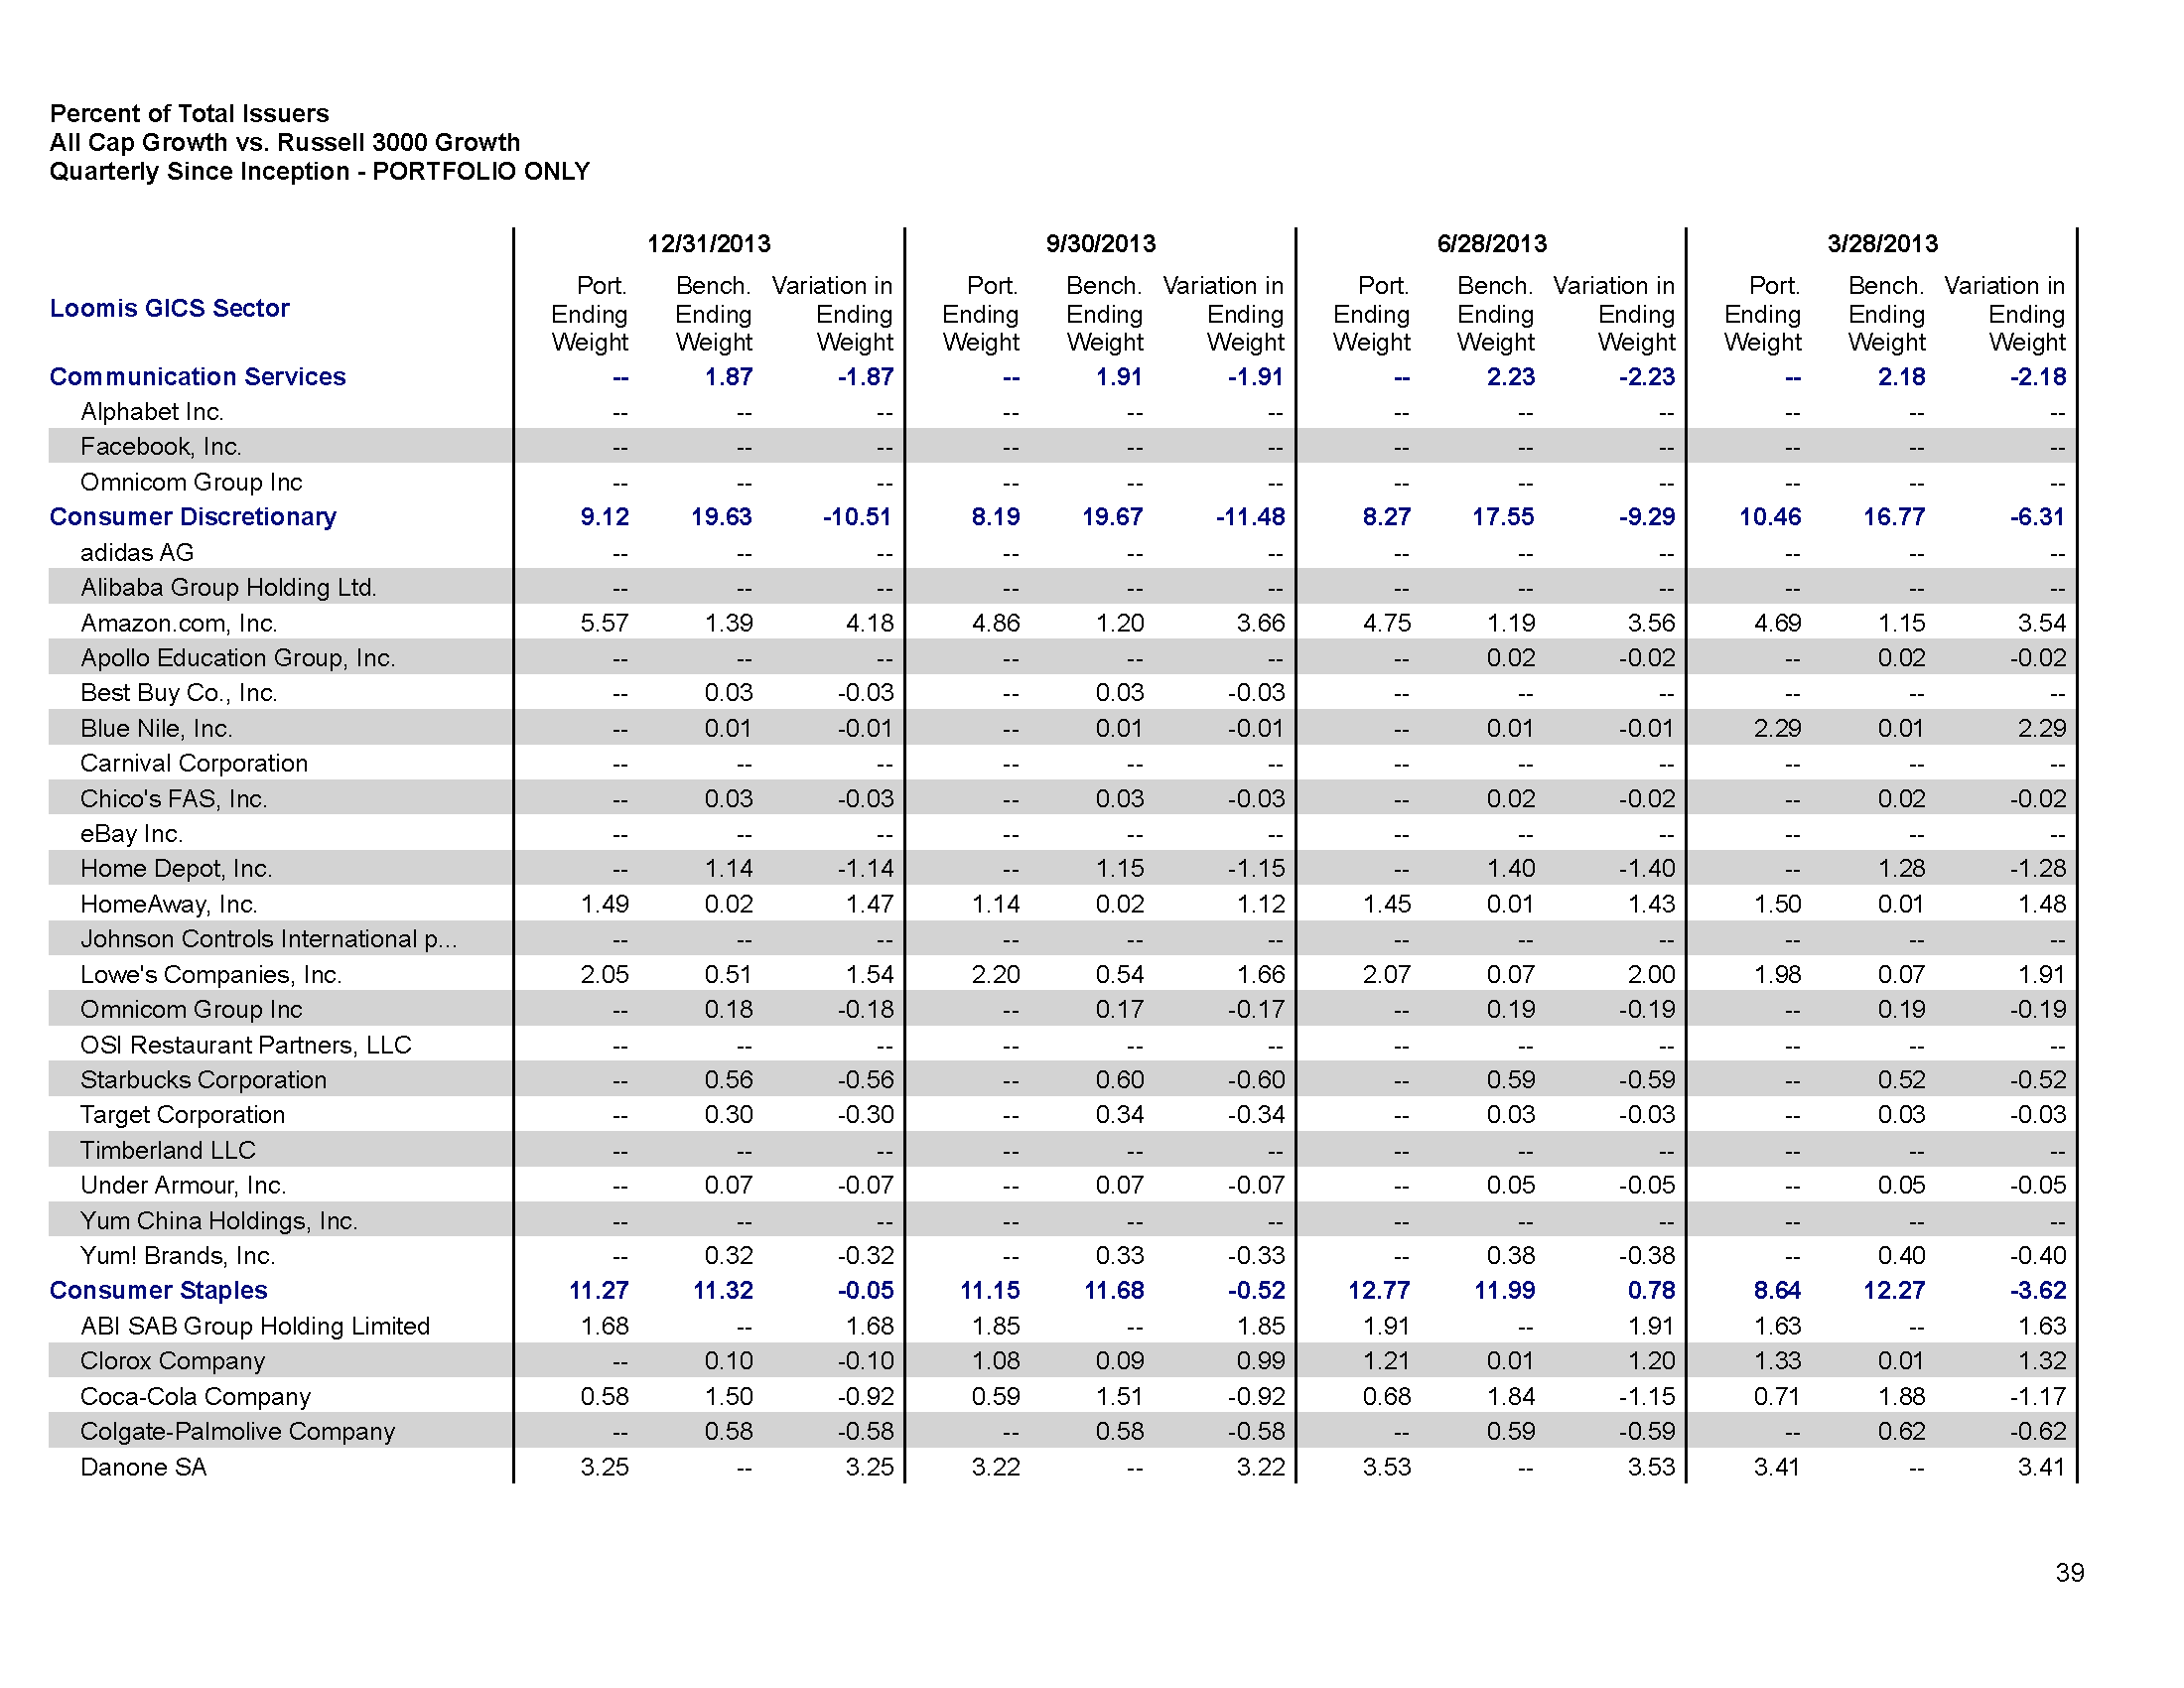 Percent of Total Issuers
All Cap Growth vs. Russell 3000 Growth
Quarterly Since Inception - PORTFOLIO ONLY
12/31/2013 9/30/2013 6/28/2013 3/28/2013
Loomis GICS Sector
Port. Bench. Variation in Port. Bench. Variation in Port. Bench. Variation in Port. Bench. Variation in
Ending Ending Ending Ending Ending Ending Ending Ending Ending Ending Ending Ending
Weight Weight Weight Weight Weight Weight Weight Weight Weight Weight Weight Weight
Communication Services -- 1.87 -1.87 -- 1.91 -1.91 -- 2.23 -2.23 -- 2.18 -2.18
Alphabet Inc. -- -- -- -- -- -- -- -- -- -- -- --
Facebook, Inc. -- -- -- -- -- -- -- -- -- -- -- --
Omnicom Group Inc -- -- -- -- -- -- -- -- -- -- -- --
Consumer Discretionary 9.12 19.63 -10.51 8.19 19.67 -11.48 8.27 17.55 -9.29 10.46 16.77 -6.31
adidas AG -- -- -- -- -- -- -- -- -- -- -- --
Alibaba Group Holding Ltd. -- -- -- -- -- -- -- -- -- -- -- --
Amazon.com, Inc. 5.57 1.39 4.18 4.86 1.20 3.66 4.75 1.19 3.56 4.69 1.15 3.54
Apollo Education Group, Inc. -- -- -- -- -- -- -- 0.02 -0.02 -- 0.02 -0.02
Best Buy Co., Inc. -- 0.03 -0.03 -- 0.03 -0.03 -- -- -- -- -- --
Blue Nile, Inc. -- 0.01 -0.01 -- 0.01 -0.01 -- 0.01 -0.01 2.29 0.01 2.29
Carnival Corporation -- -- -- -- -- -- -- -- -- -- -- --
Chico's FAS, Inc. -- 0.03 -0.03 -- 0.03 -0.03 -- 0.02 -0.02 -- 0.02 -0.02
eBay Inc. -- -- -- -- -- -- -- -- -- -- -- --
Home Depot, Inc. -- 1.14 -1.14 -- 1.15 -1.15 -- 1.40 -1.40 -- 1.28 -1.28
HomeAway, Inc. 1.49 0.02 1.47 1.14 0.02 1.12 1.45 0.01 1.43 1.50 0.01 1.48
Johnson Controls International p... -- -- -- -- -- -- -- -- -- -- -- --
Lowe's Companies, Inc. 2.05 0.51 1.54 2.20 0.54 1.66 2.07 0.07 2.00 1.98 0.07 1.91
Omnicom Group Inc -- 0.18 -0.18 -- 0.17 -0.17 -- 0.19 -0.19 -- 0.19 -0.19
OSI Restaurant Partners, LLC -- -- -- -- -- -- -- -- -- -- -- --
Starbucks Corporation -- 0.56 -0.56 -- 0.60 -0.60 -- 0.59 -0.59 -- 0.52 -0.52
Target Corporation -- 0.30 -0.30 -- 0.34 -0.34 -- 0.03 -0.03 -- 0.03 -0.03
Timberland LLC -- -- -- -- -- -- -- -- -- -- -- --
Under Armour, Inc. -- 0.07 -0.07 -- 0.07 -0.07 -- 0.05 -0.05 -- 0.05 -0.05
Yum China Holdings, Inc. -- -- -- -- -- -- -- -- -- -- -- --
Yum! Brands, Inc. -- 0.32 -0.32 -- 0.33 -0.33 -- 0.38 -0.38 -- 0.40 -0.40
Consumer Staples 11.27 11.32 -0.05 11.15 11.68 -0.52 12.77 11.99 0.78 8.64 12.27 -3.62
ABI SAB Group Holding Limited 1.68 -- 1.68 1.85 -- 1.85 1.91 -- 1.91 1.63 -- 1.63
Clorox Company -- 0.10 -0.10 1.08 0.09 0.99 1.21 0.01 1.20 1.33 0.01 1.32
Coca-Cola Company 0.58 1.50 -0.92 0.59 1.51 -0.92 0.68 1.84 -1.15 0.71 1.88 -1.17
Colgate-Palmolive Company -- 0.58 -0.58 -- 0.58 -0.58 -- 0.59 -0.59 -- 0.62 -0.62
Danone SA 3.25 -- 3.25 3.22 -- 3.22 3.53 -- 3.53 3.41 -- 3.41
39